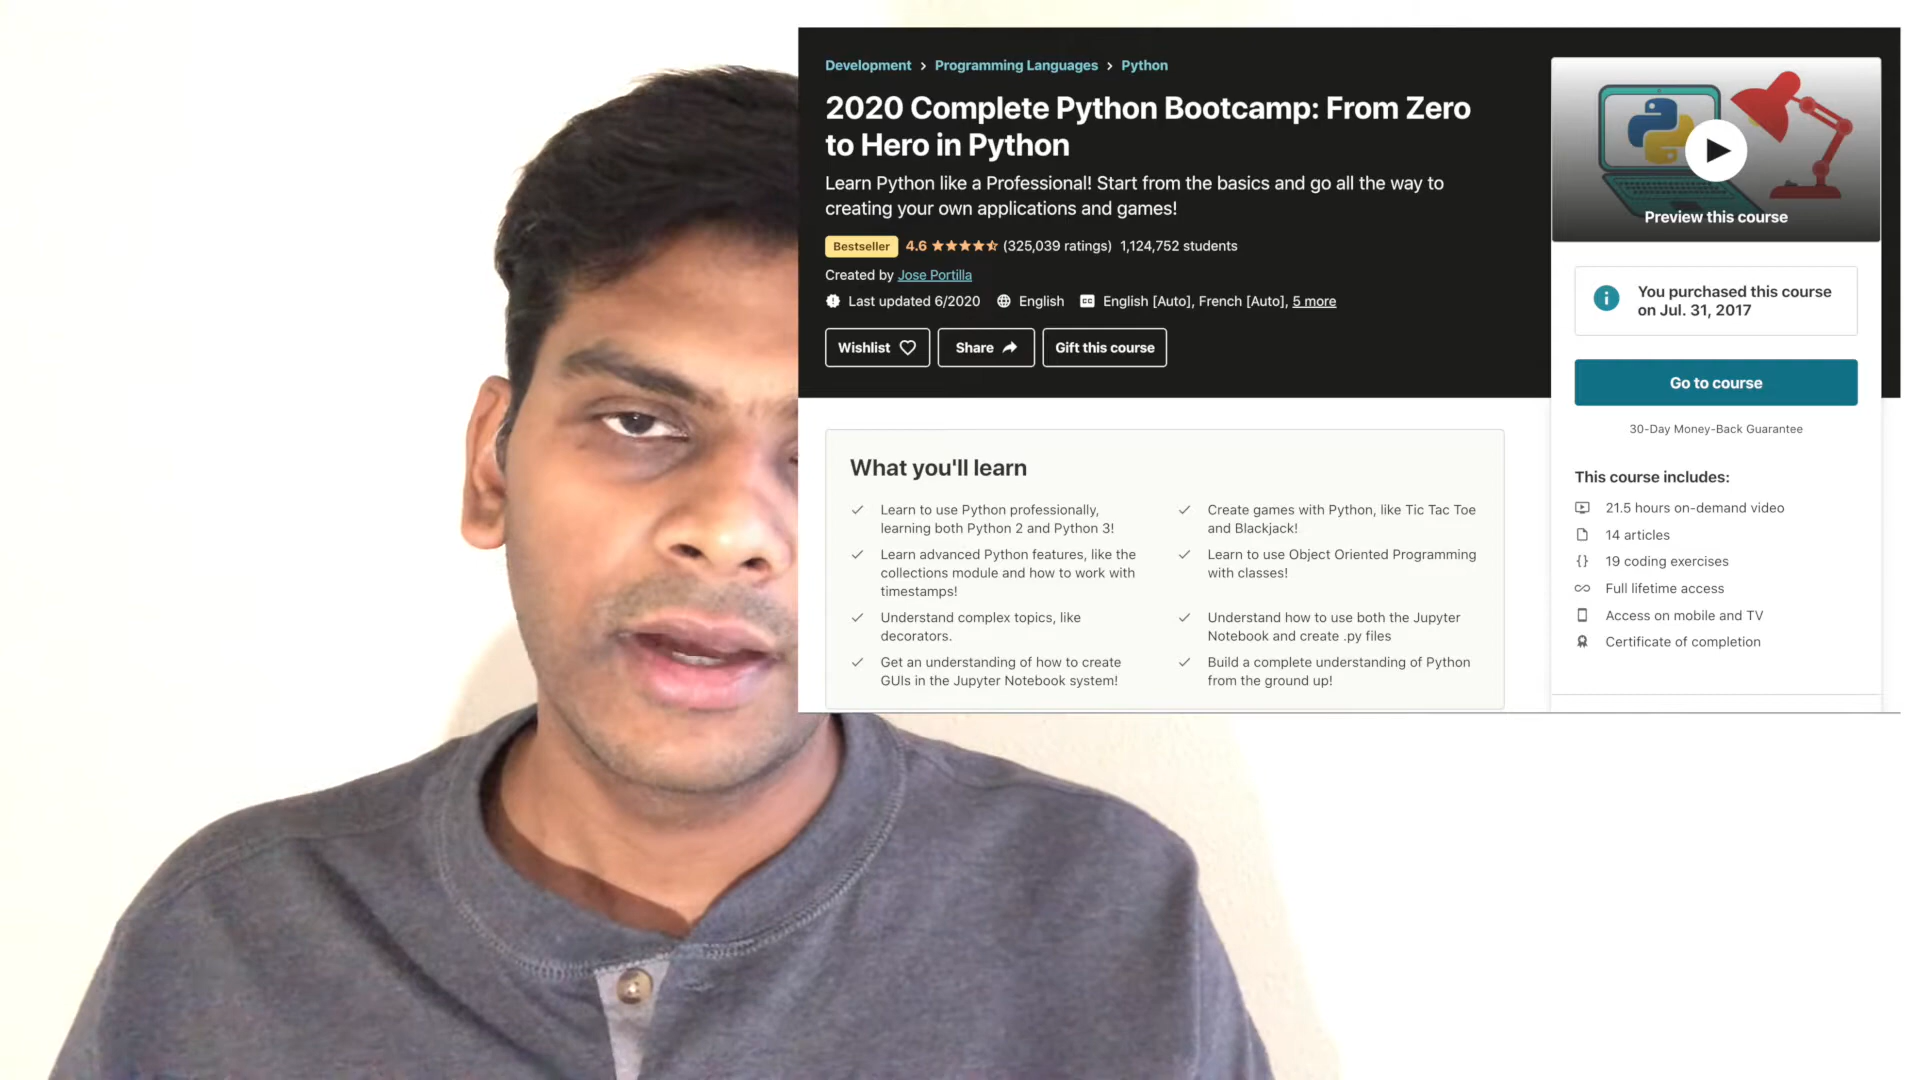 Development > Programming Languages > Python
2020 Complete Python Bootcamp: From Zero
to Hero in Python
Learn Python like a Professional! Start from the basics and go all the way to
creating your own applications and games!
Bestseller 4.6 (325,039 ratings) 1,124,752 students
Created by Jose Portilla
Last updated 6/2020 English English [Auto], French [Auto], 5 more
Wishlist Share Gift this course
What you'll learn
Learn to use Python professionally,
learning both Python 2 and Python 3!
Learn advanced Python features, like the
collections module and how to work with
timestamps!
Understand complex topics, like
decorators.
Get an understanding of how to create
GUIs in the Jupyter Notebook system!
Create games with Python, like Tic Tac Toe
and Blackjack!
Learn to use Object Oriented Programming
with classes!
Understand how to use both the Jupyter
Notebook and create .py files
Build a complete understanding of Python
from the ground up!
Preview this course
You purchased this course
on Jul. 31, 2017
Go to course
30-Day Money-Back Guarantee
This course includes:
21.5 hours on-demand video
14 articles
19 coding exercises
Full lifetime access
Access on mobile and TV
Certificate of completion